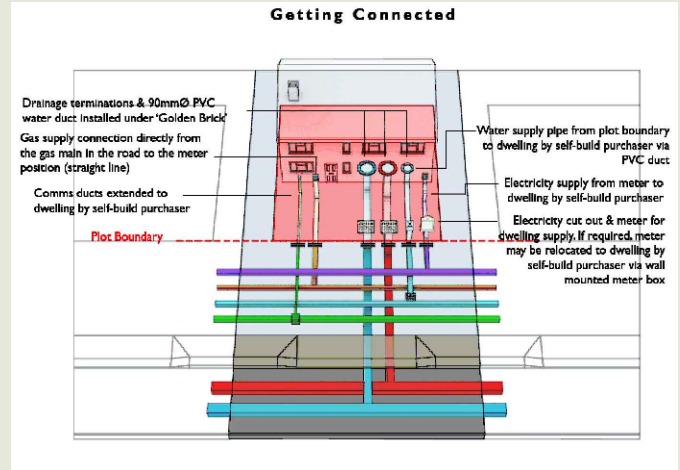 Getting Connected
Drainage terminations & 90mmØ PVC
water duct installed under 'Golden Brick'
Gas supply connection directly from
the gas main in the road to the meter
position (straight line)
Comms ducts extended to
dwelling by self-build purchaser
Plot Boundary
Water supply pipe from plot boundary
to dwelling by self-build purchaser via
PVC duct
Electricity supply from meter to
dwelling by self-build purchaser
Electricity cut out & meter for
dwelling supply. If required, meter
may be relocated to dwelling by
self-build purchaser via wall
mounted meter box